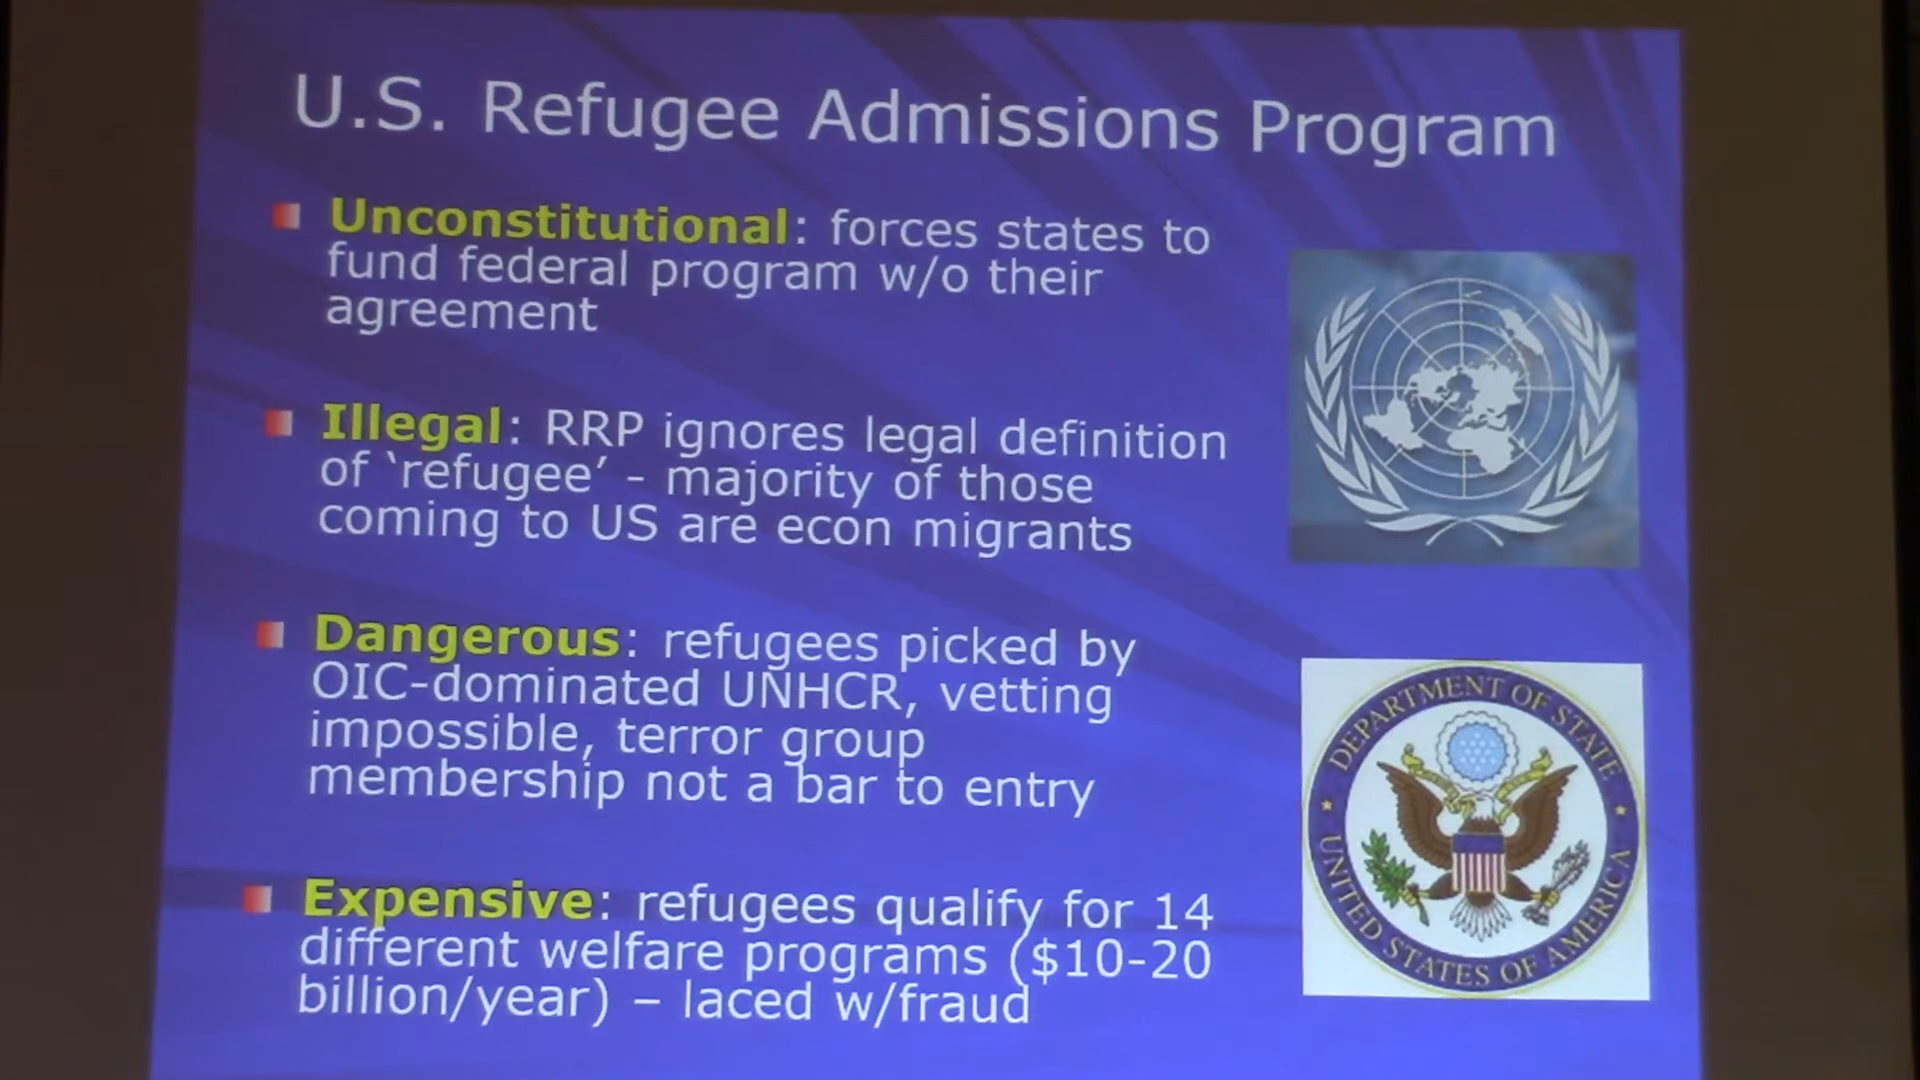 U.S. Refugee Admissions Program
Unconstitutional: forces states to
fund federal program w/o their
agreement
Illegal: RRP ignores legal definition
of ‘refugee’ - majority of those
coming to US are econ migrants
Dangerous: refugees picked by
OIC-dominated UNHCR, vetting
impossible, terror group
membership not a bar to entry
Expensive: refugees qualify for 14
different welfare programs ($10-20
billion/year) – laced w/fraud
DEPARTMENT OF STATE
UNITED STATES OF AMERICA